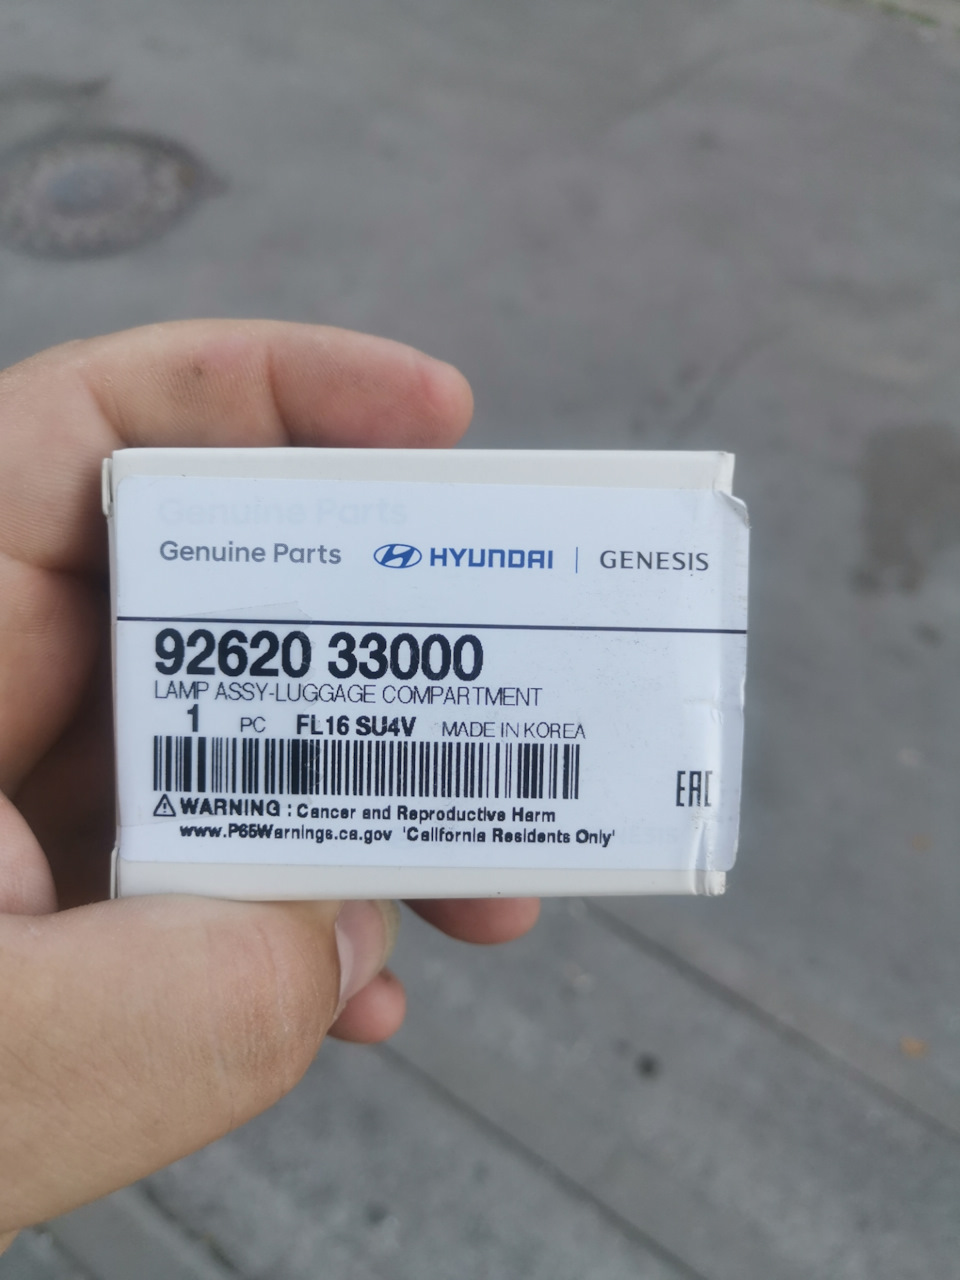 Genuine Parts
Genuine Parts HYUNDAI | GENESIS
92620 33000
LAMP ASSY-LUGGAGE COMPARTMENT
1 PC FL16 SU4V MADE IN KOREA
EAC
⚠ WARNING : Cancer and Reproductive Harm
www.P65Warnings.ca.gov 'California Residents Only'